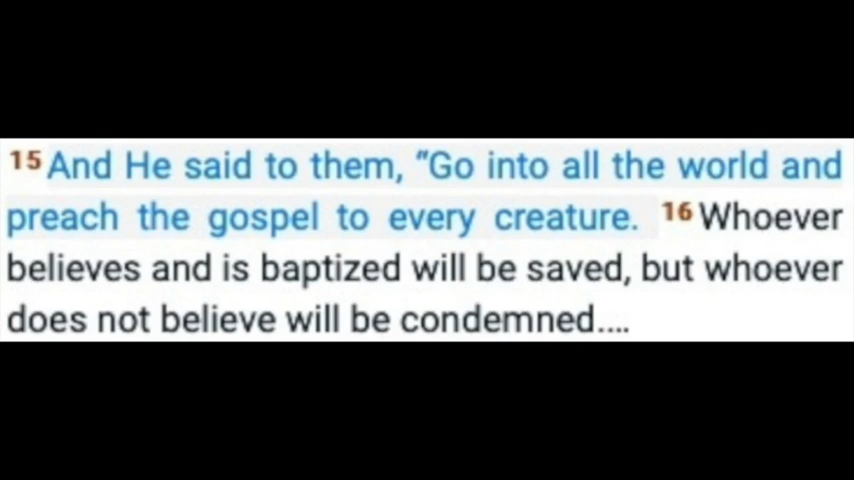 15 And He said to them, “Go into all the world and
preach the gospel to every creature. 16 Whoever
believes and is baptized will be saved, but whoever
does not believe will be condemned....